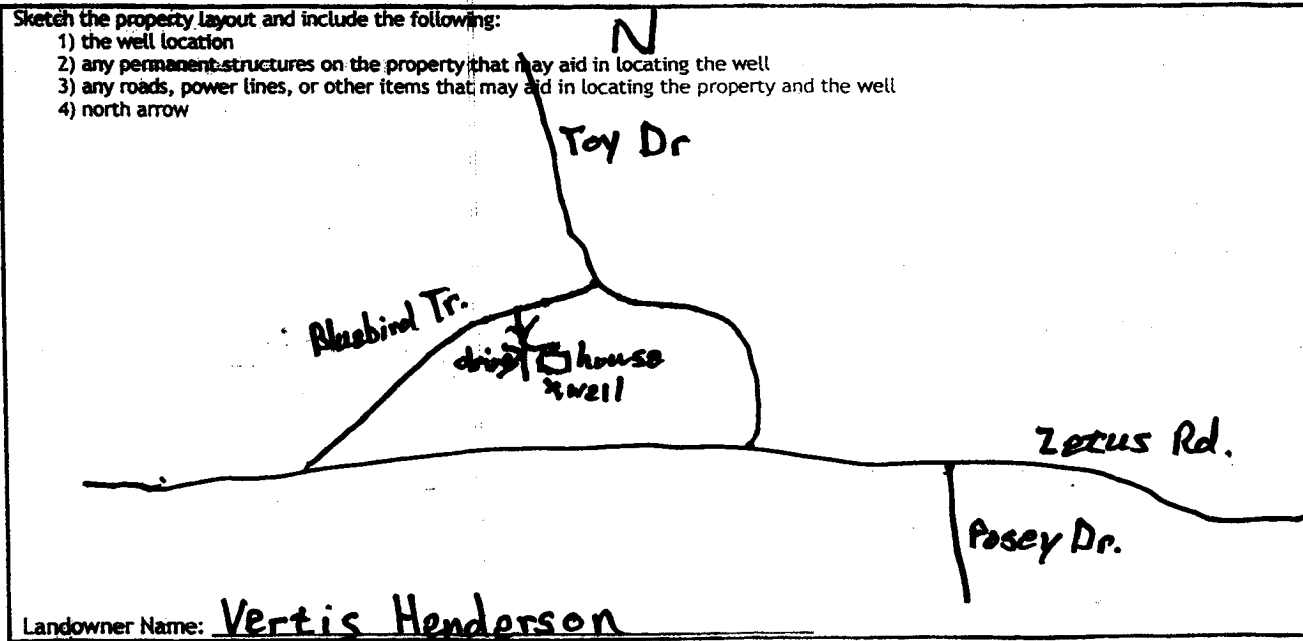 Sketch the property layout and include the following:
N
1) the well location
2) any permanent structures on the property that may aid in locating the well
3) any roads, power lines, or other items that may aid in locating the property and the well
4) north arrow
Toy Dr
Bluebird Tr.
drive house
x well
Zetus Rd.
Posey Dr.
Landowner Name: Vertis Henderson